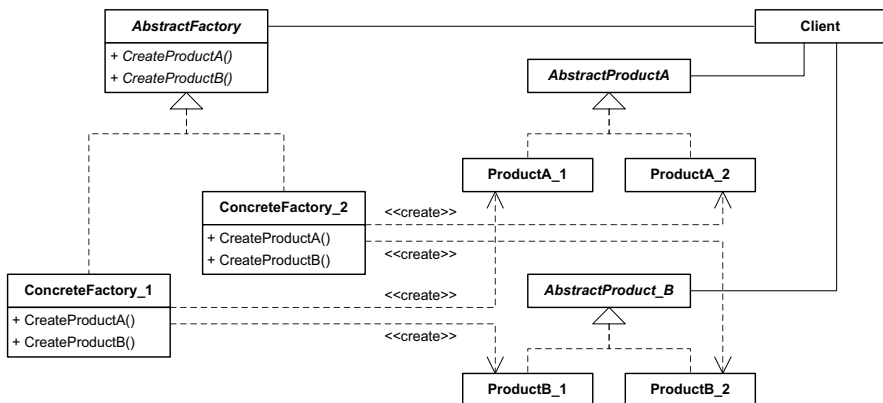 AbstractFactory
+ CreateProductA()
+ CreateProductB()
Client
AbstractProductA
ProductA_1
ProductA_2
ConcreteFactory_2
+ CreateProductA()
+ CreateProductB()
<<create>>
<<create>>
ConcreteFactory_1
+ CreateProductA()
+ CreateProductB()
<<create>>
<<create>>
AbstractProduct_B
ProductB_1
ProductB_2